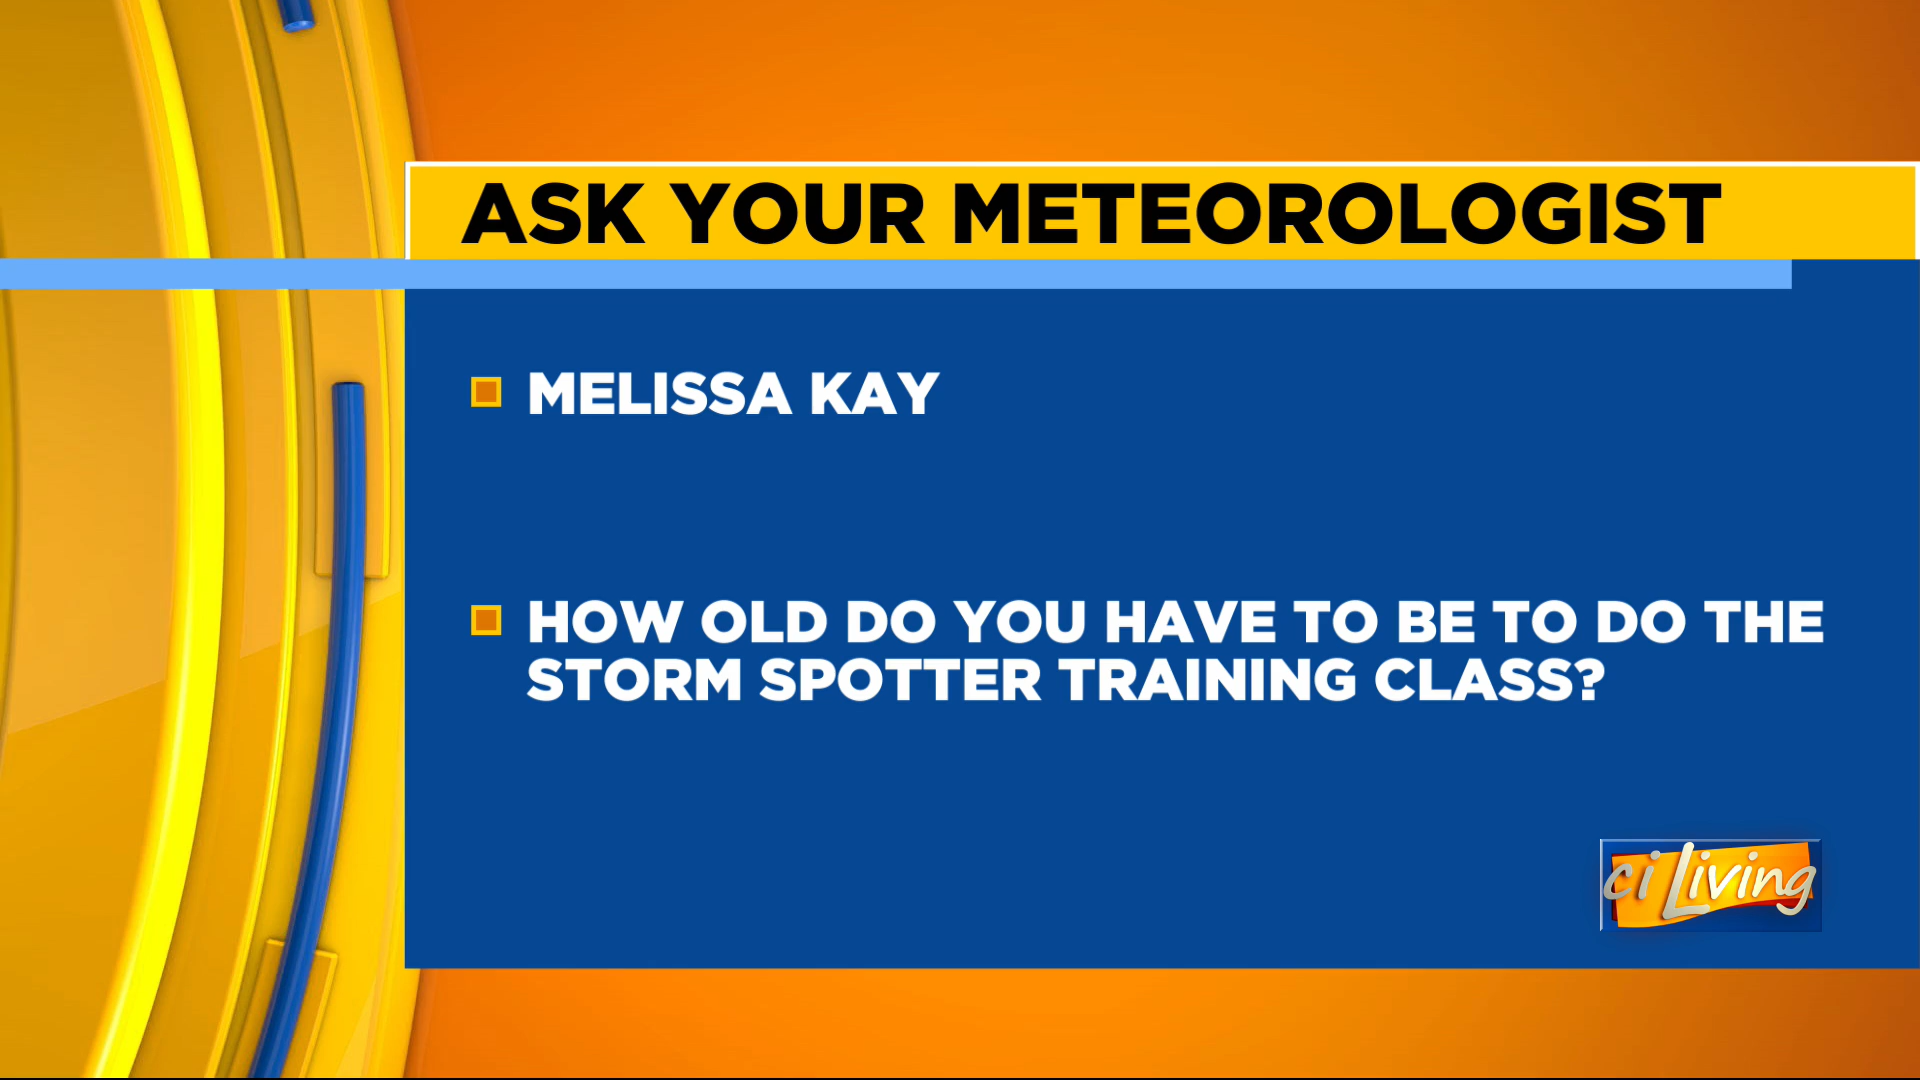 ASK YOUR METEOROLOGIST
MELISSA KAY
HOW OLD DO YOU HAVE TO BE TO DO THE
STORM SPOTTER TRAINING CLASS?
ci Living